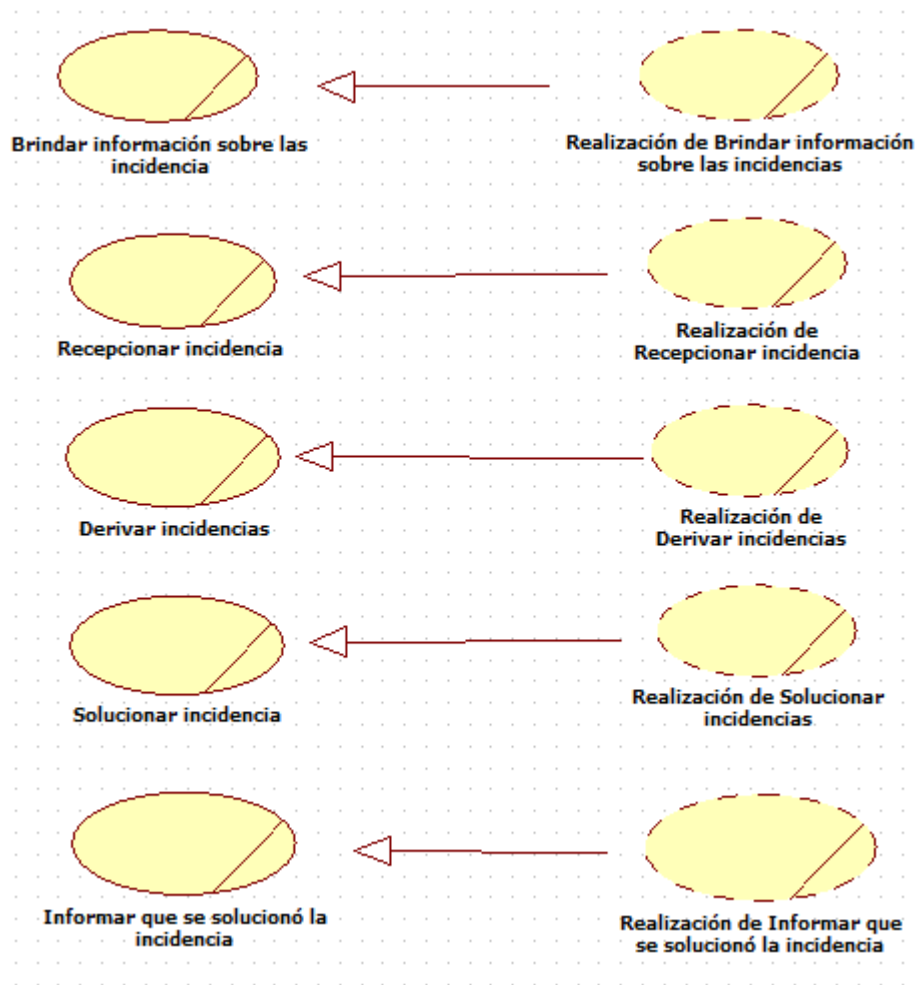 Brindar información sobre las
incidencia
Realización de Brindar información
sobre las incidencias
Recepcionar incidencia
Realización de
Recepcionar incidencia
Derivar incidencias
Realización de
Derivar incidencias
Solucionar incidencia
Realización de Solucionar
incidencias
Informar que se solucionó la
incidencia
Realización de Informar que
se solucionó la incidencia